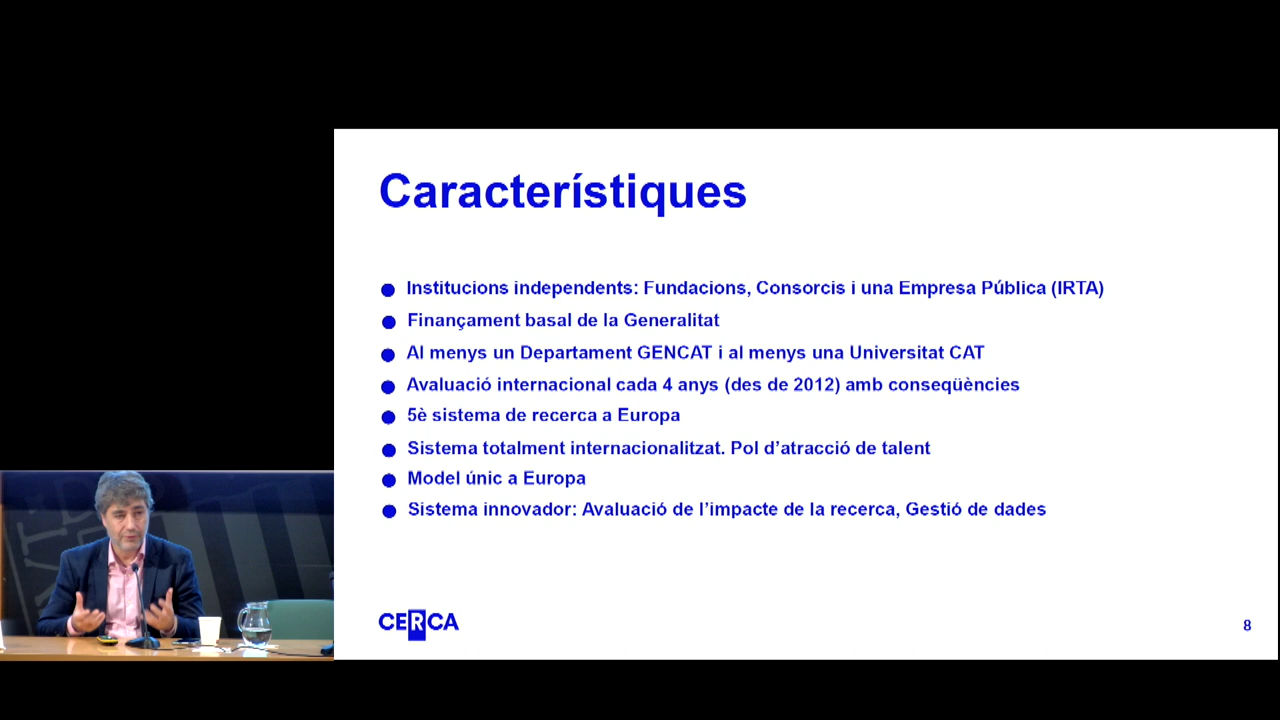 Característiques
Institucions independents: Fundacions, Consorcis i una Empresa Pública (IRTA)
Finançament basal de la Generalitat
Al menys un Departament GENCAT i al menys una Universitat CAT
Avaluació internacional cada 4 anys (des de 2012) amb conseqüències
5è sistema de recerca a Europa
Sistema totalment internacionalitzat. Pol d’atracció de talent
Model únic a Europa
Sistema innovador: Avaluació de l’impacte de la recerca, Gestió de dades
CERCA
8